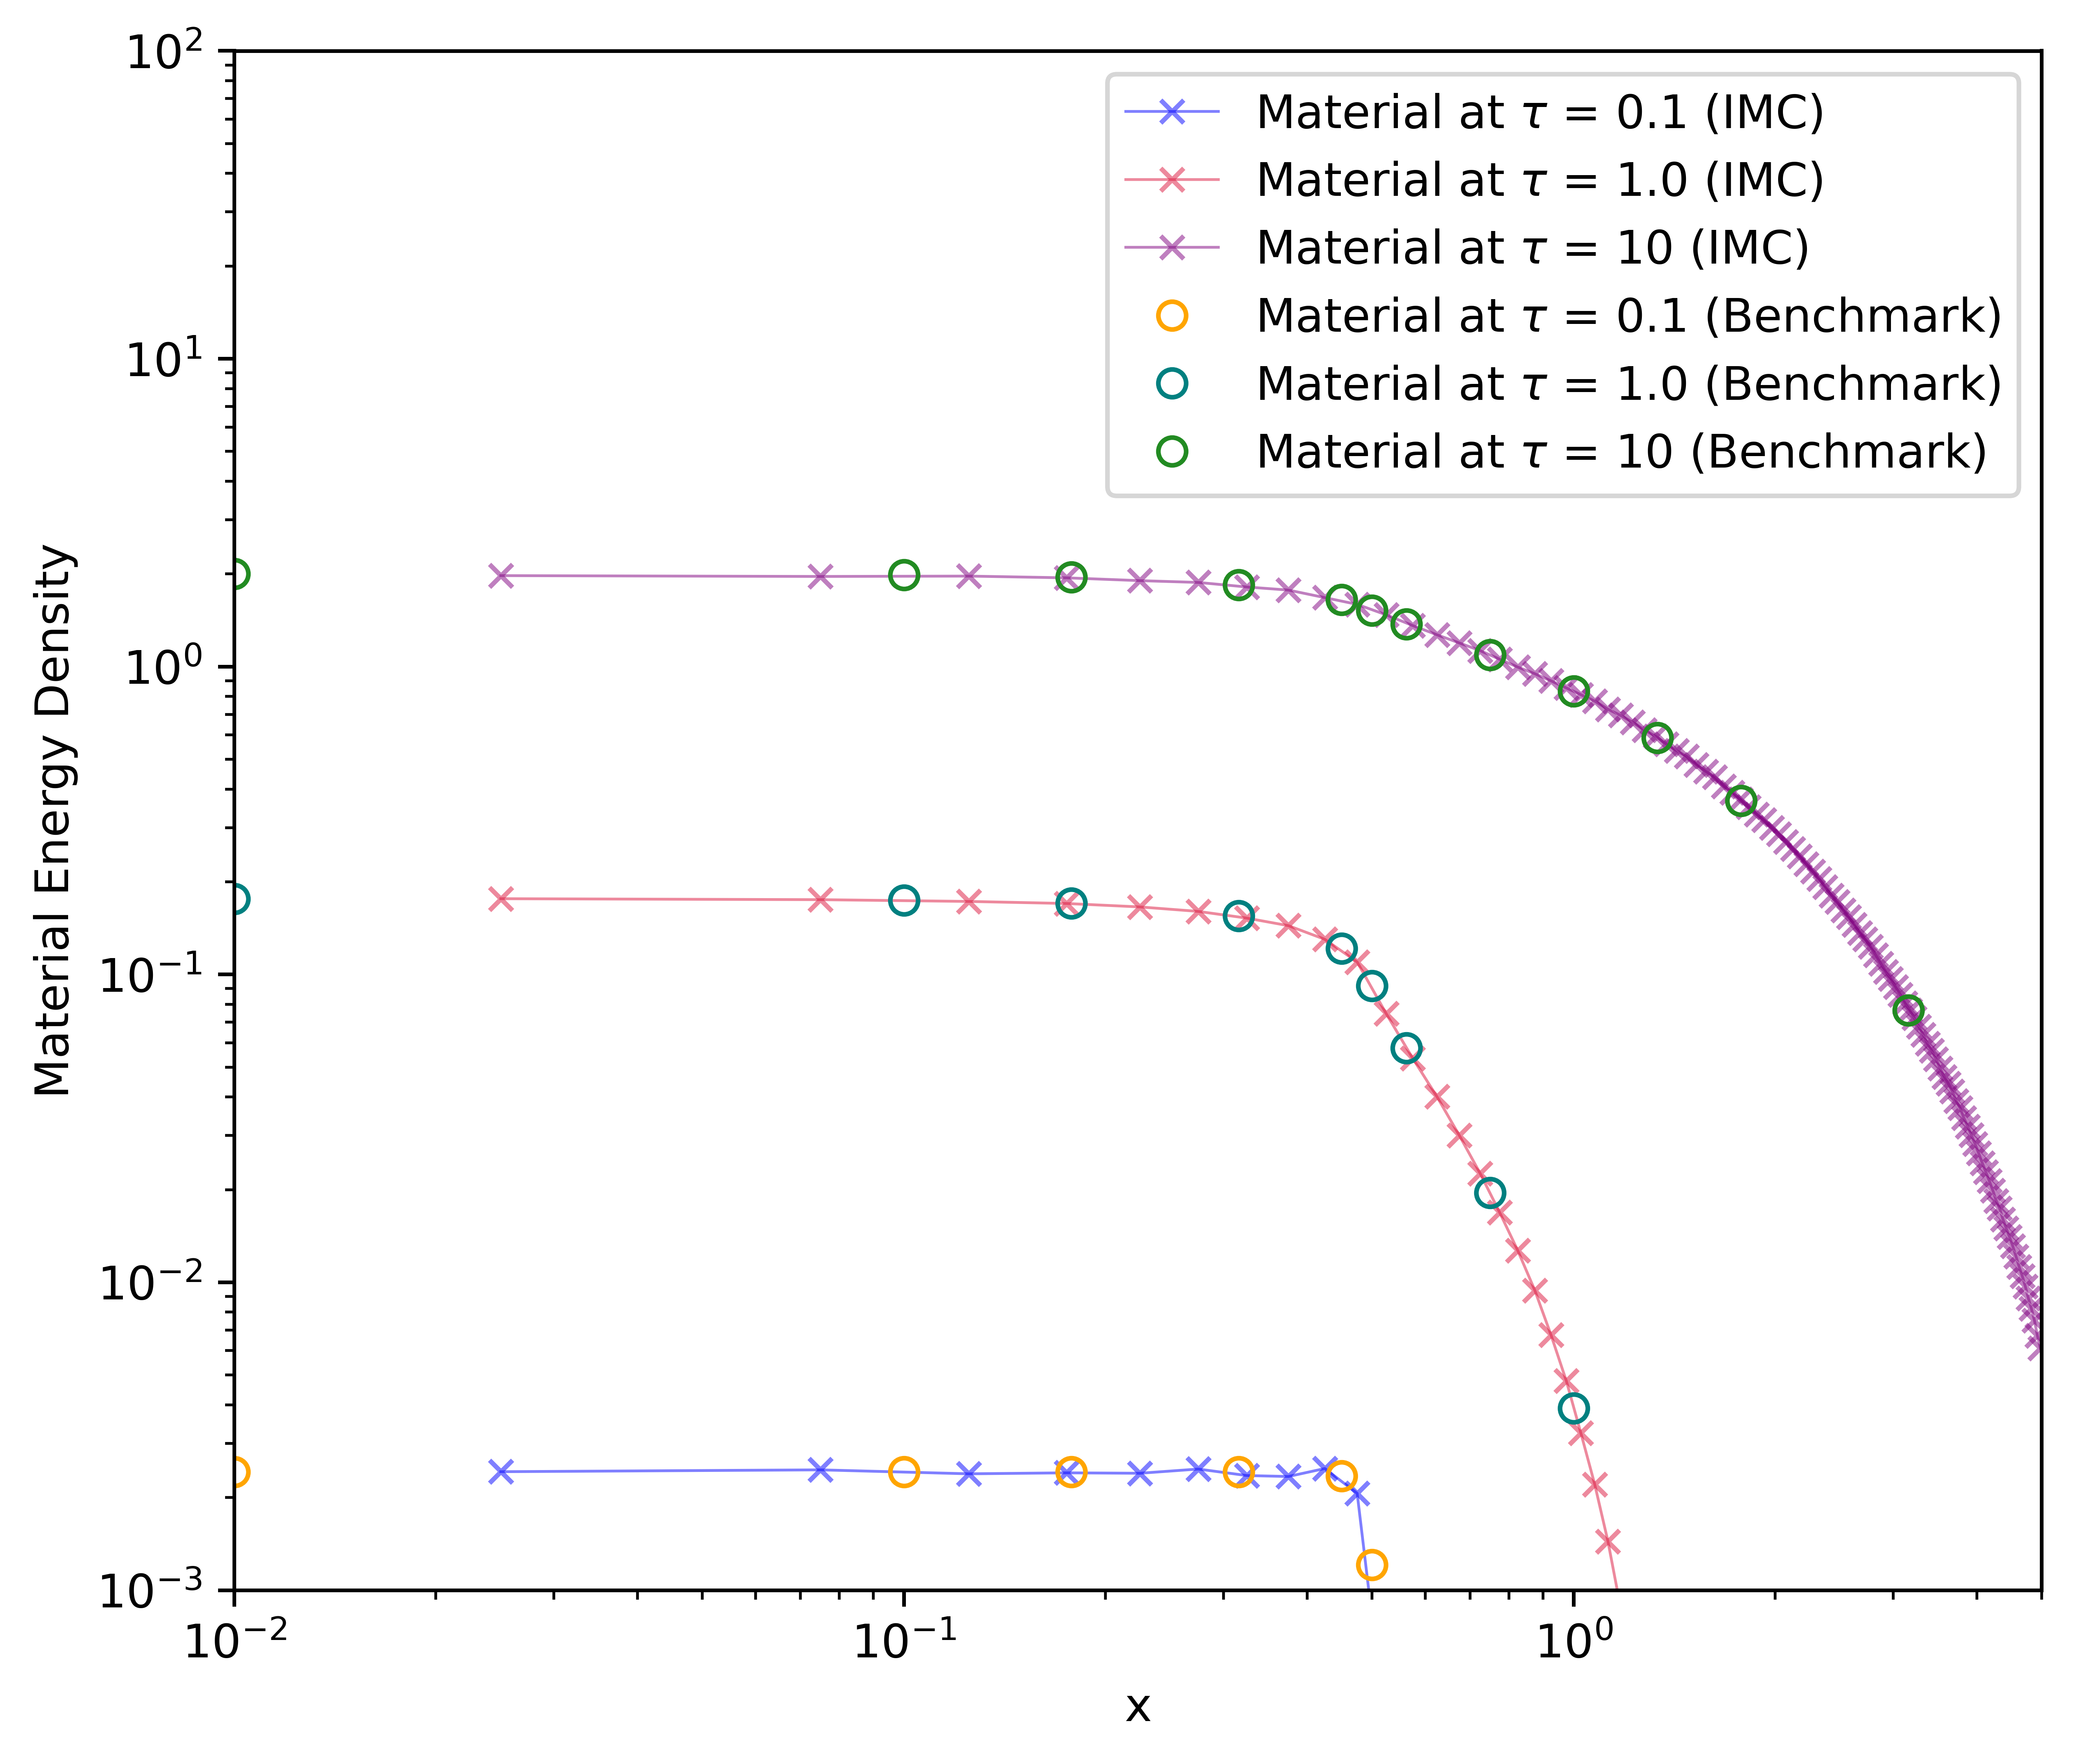 10²
10¹
10⁰
10⁻¹
10⁻²
10⁻³
Material Energy Density
Material at τ = 0.1 (IMC)
Material at τ = 1.0 (IMC)
Material at τ = 10 (IMC)
Material at τ = 0.1 (Benchmark)
Material at τ = 1.0 (Benchmark)
Material at τ = 10 (Benchmark)
10⁻² 10⁻¹ 10⁰
x